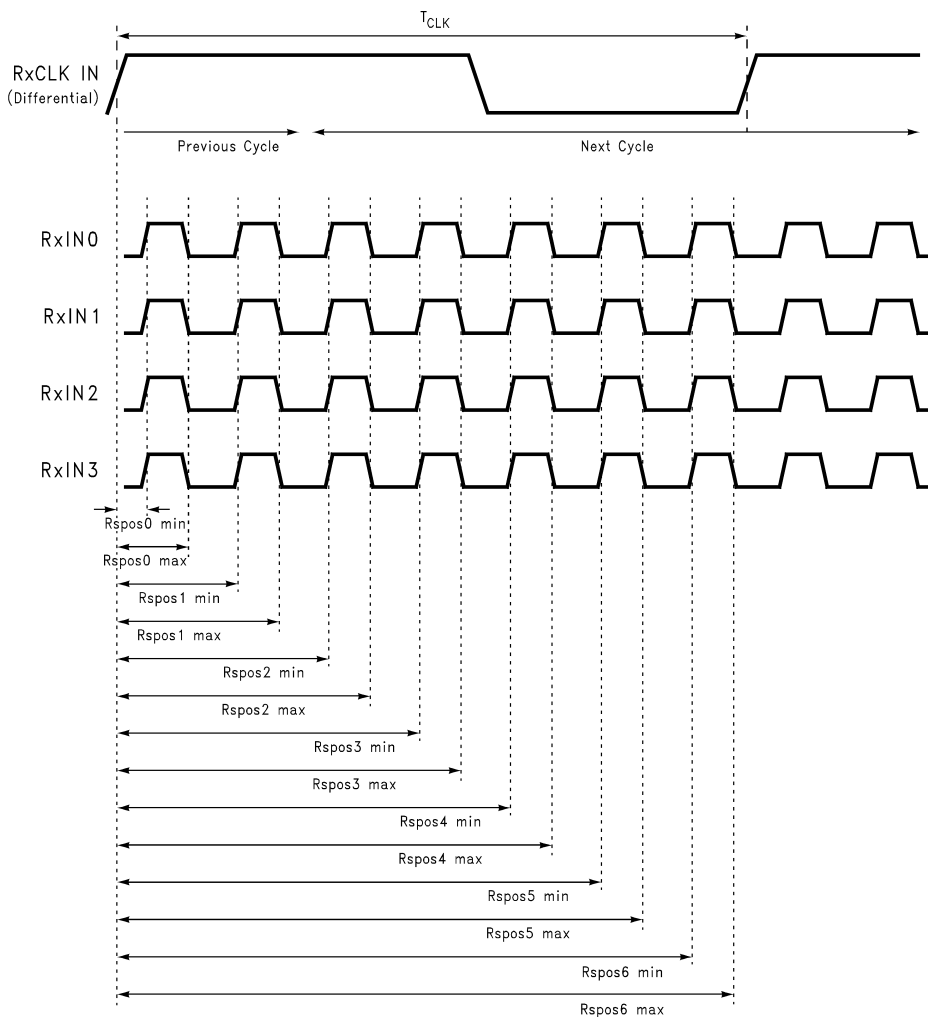 TCLK
RxCLK IN
(Differential)
Previous Cycle
Next Cycle
RxIN0
RxIN1
RxIN2
RxIN3
Rspos0 min
Rspos0 max
Rspos1 min
Rspos1 max
Rspos2 min
Rspos2 max
Rspos3 min
Rspos3 max
Rspos4 min
Rspos4 max
Rspos5 min
Rspos5 max
Rspos6 min
Rspos6 max